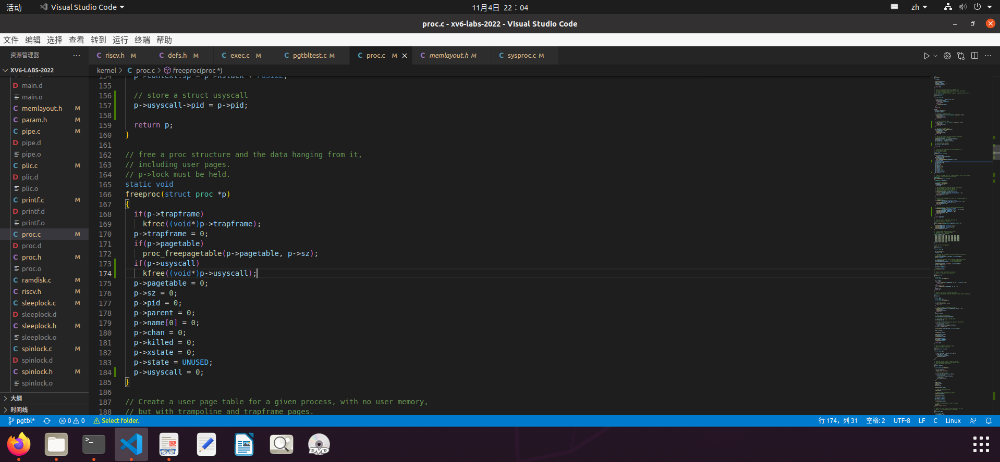 活动
Visual Studio Code
11月4日 22：04
zh
proc.c - xv6-labs-2022 - Visual Studio Code
文件 编辑 选择 查看 转到 运行 终端 帮助
资源管理器
C riscv.h M
C defs.h M
C exec.c M
C pgtbltest.c M
C proc.c M
C memlayout.h M
C sysproc.c M
XV6-LABS-2022
kernel > C proc.c > freeproc(proc *)
D main.d
main.o
C memlayout.h M
C param.h M
C pipe.c M
D pipe.d
pipe.o
C plic.c M
D plic.d
plic.o
C printf.c M
D printf.d
printf.o
C proc.c M
D proc.d
C proc.h M
proc.o
C ramdisk.c M
C riscv.h M
C sleeplock.c M
D sleeplock.d
C sleeplock.h M
sleeplock.o
C spinlock.c M
D spinlock.d
C spinlock.h M
spinlock.o
大纲
时间线
154 p->context.sp = p->kstack + PGSIZE;
155
156 // store a struct usyscall
157 p->usyscall->pid = p->pid;
158
159 return p;
160 }
161
162 // free a proc structure and the data hanging from it,
163 // including user pages.
164 // p->lock must be held.
165 static void
166 freeproc(struct proc *p)
167 {
168 if(p->trapframe)
169 kfree((void*)p->trapframe);
170 p->trapframe = 0;
171 if(p->pagetable)
172 proc_freepagetable(p->pagetable, p->sz);
173 if(p->usyscall)
174 kfree((void*)p->usyscall);
175 p->pagetable = 0;
176 p->sz = 0;
177 p->pid = 0;
178 p->parent = 0;
179 p->name[0] = 0;
180 p->chan = 0;
181 p->killed = 0;
182 p->xstate = 0;
183 p->state = UNUSED;
184 p->usyscall = 0;
185 }
186
187 // Create a user page table for a given process, with no user memory,
188 // but with trampoline and trapframe pages.
pgtbl* 0 0 Select folder.
行 174，列 31 空格: 2 UTF-8 LF C Linux
>_
DVD